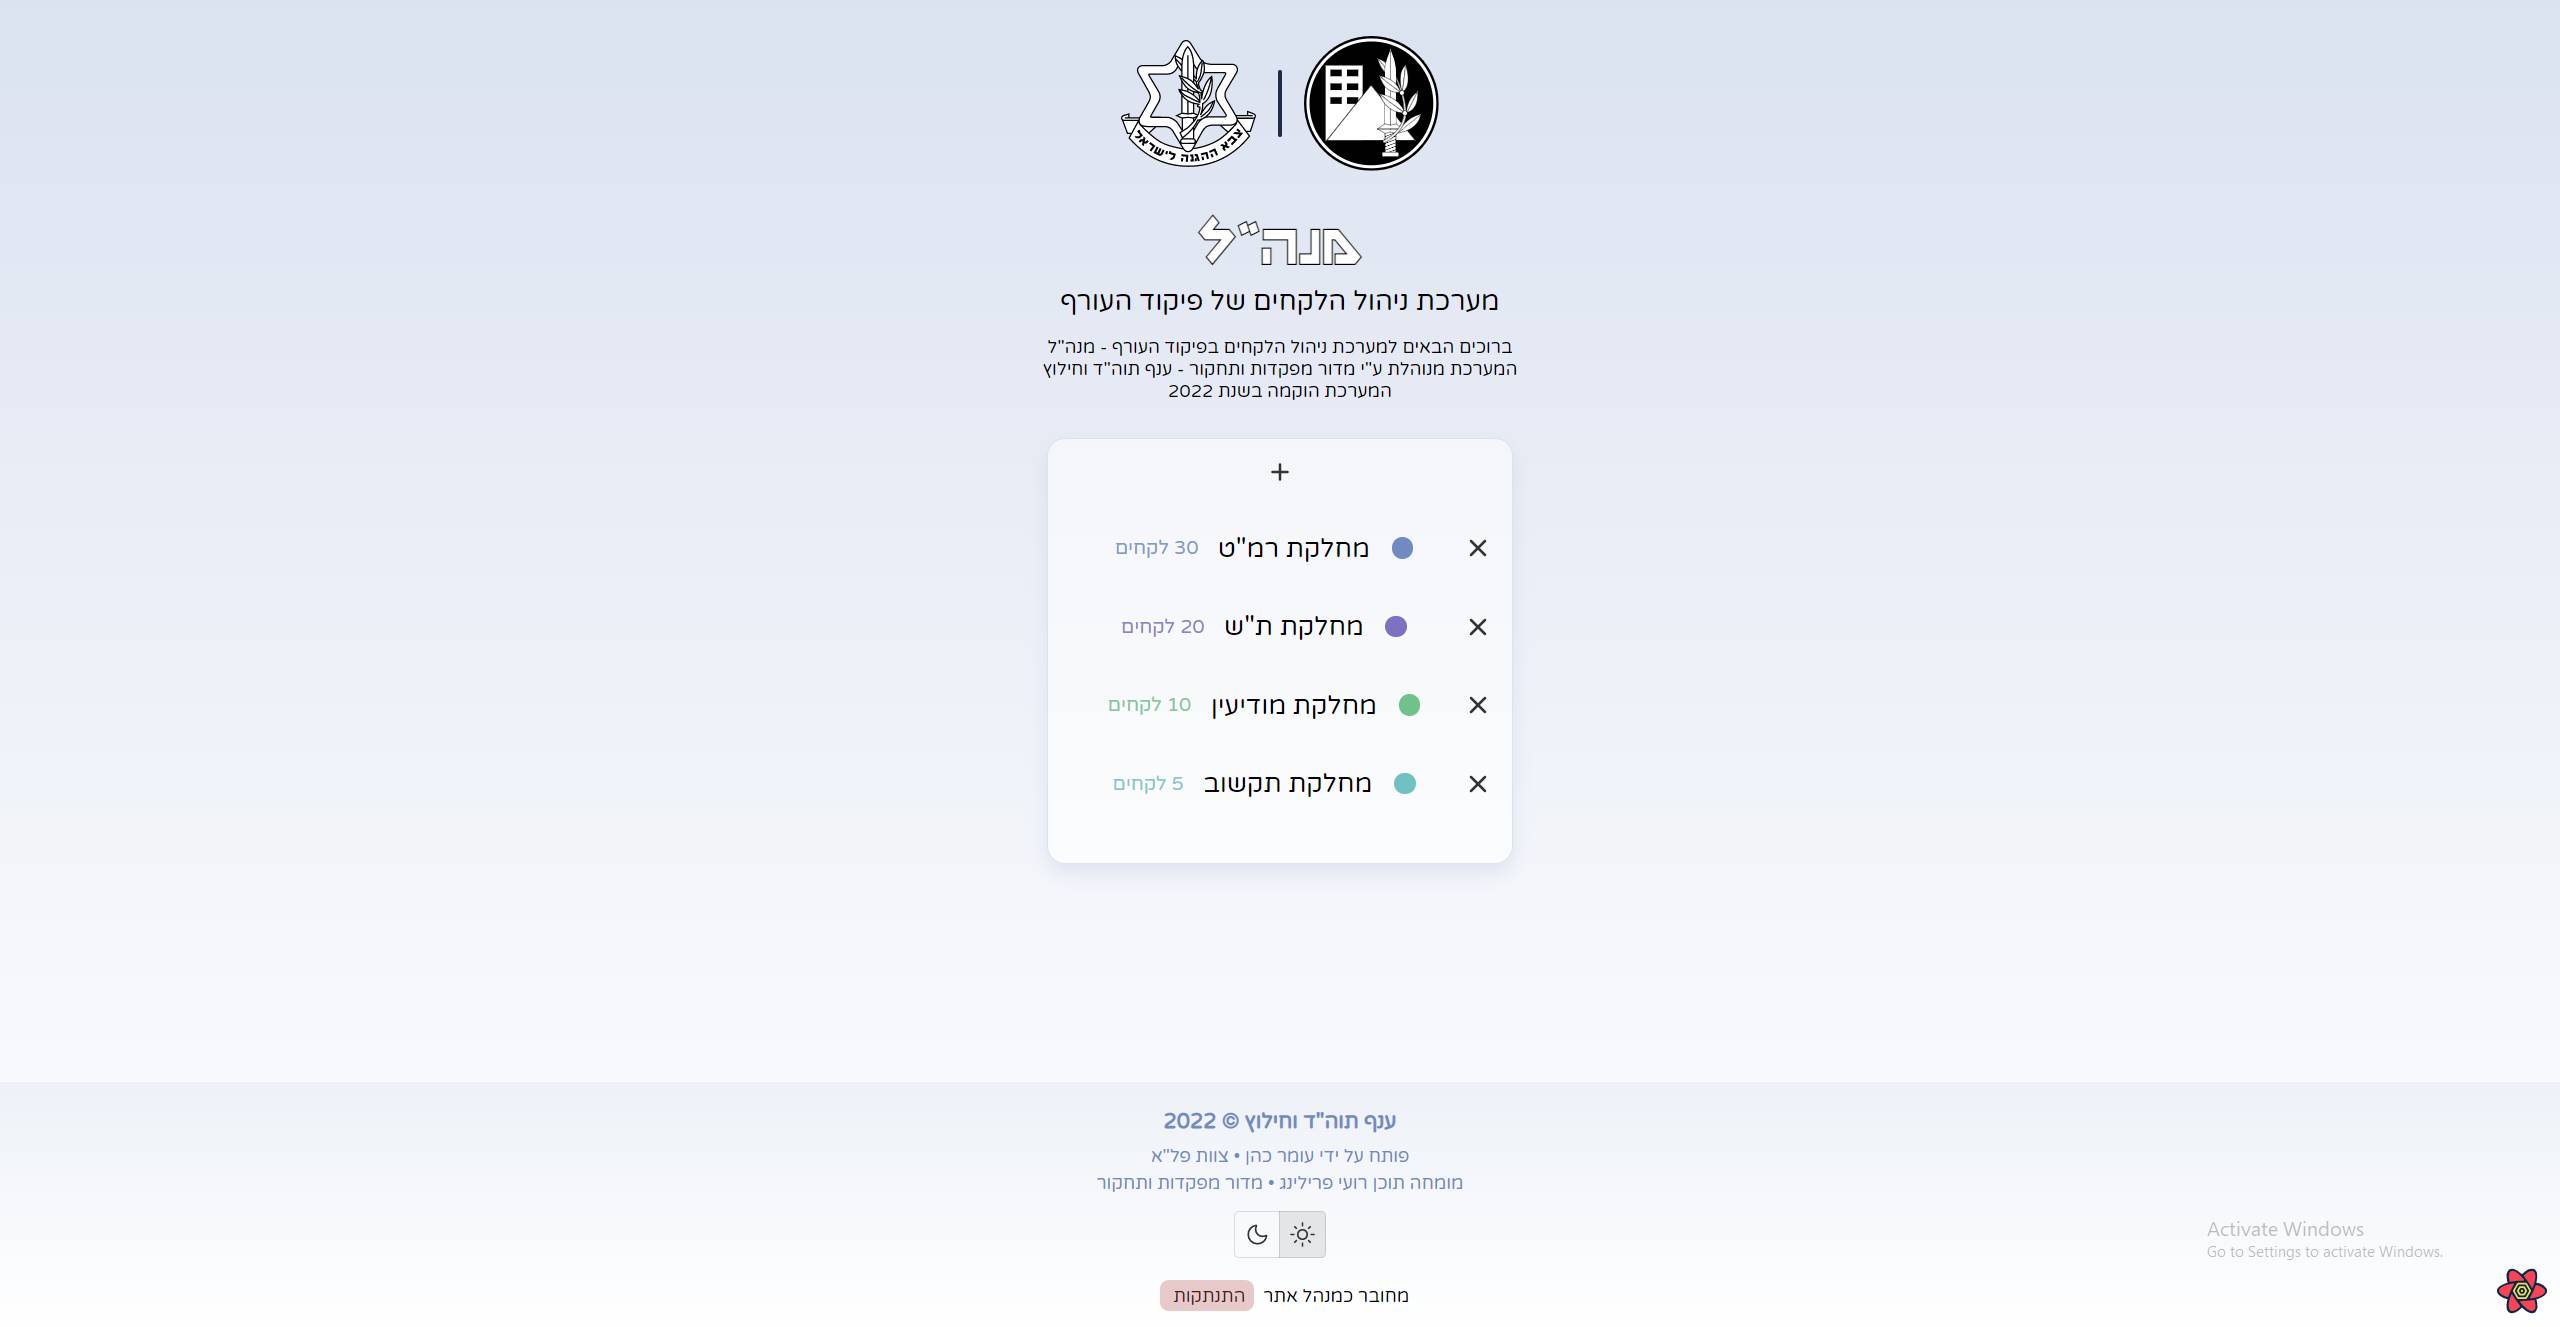 צבא ההגנה לישראל
מנה"ל
מערכת ניהול הלקחים של פיקוד העורף
ברוכים הבאים למערכת ניהול הלקחים בפיקוד העורף - מנה"ל
המערכת מנוהלת ע"י מדור מפקדות ותחקור - ענף תוה"ד וחילוץ
המערכת הוקמה בשנת 2022
מחלקת רמ"ט 30 לקחים
מחלקת ת"ש 20 לקחים
מחלקת מודיעין 10 לקחים
מחלקת תקשוב 5 לקחים
ענף תוה"ד וחילוץ © 2022
פותח על ידי עומר כהן • צוות פל"א
מומחה תוכן רועי פרילינג • מדור מפקדות ותחקור
מחובר כמנהל אתר התנתקות
Activate Windows
Go to Settings to activate Windows.